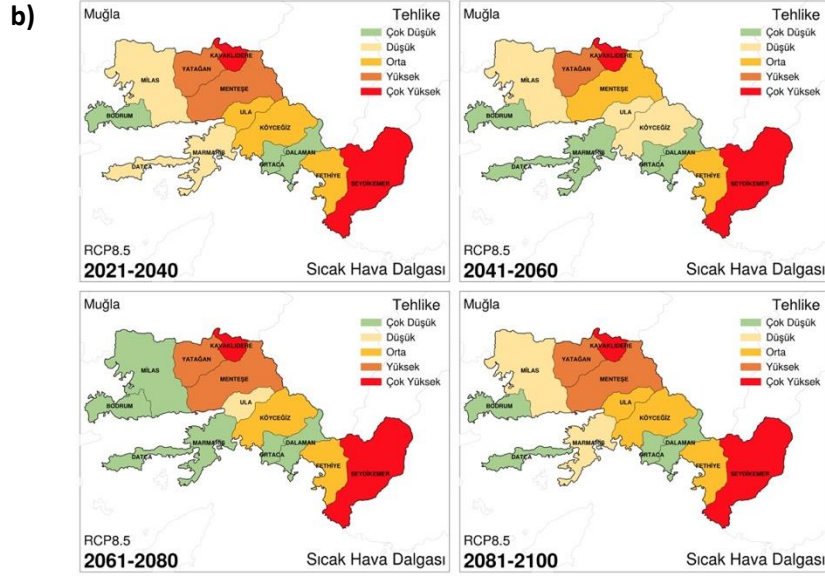 b)
Muğla
Tehlike
Çok Düşük
Düşük
Orta
Yüksek
Çok Yüksek
KAVAKLIDERE
YATAĞAN
MİLAS
MENTEŞE
BODRUM
ULA
KÖYCEĞİZ
MARMARİS
DALAMAN
DATÇA
ORTACA
FETHİYE
SEYDİKEMER
RCP8.5
2021-2040
Sıcak Hava Dalgası
Muğla
Tehlike
Çok Düşük
Düşük
Orta
Yüksek
Çok Yüksek
KAVAKLIDERE
YATAĞAN
MİLAS
MENTEŞE
BODRUM
ULA
KÖYCEĞİZ
MARMARİS
DALAMAN
DATÇA
ORTACA
FETHİYE
SEYDİKEMER
RCP8.5
2041-2060
Sıcak Hava Dalgası
Muğla
Tehlike
Çok Düşük
Düşük
Orta
Yüksek
Çok Yüksek
KAVAKLIDERE
YATAĞAN
MİLAS
MENTEŞE
BODRUM
ULA
KÖYCEĞİZ
MARMARİS
DALAMAN
DATÇA
ORTACA
FETHİYE
SEYDİKEMER
RCP8.5
2061-2080
Sıcak Hava Dalgası
Muğla
Tehlike
Çok Düşük
Düşük
Orta
Yüksek
Çok Yüksek
KAVAKLIDERE
YATAĞAN
MİLAS
MENTEŞE
BODRUM
ULA
KÖYCEĞİZ
MARMARİS
DALAMAN
DATÇA
ORTACA
FETHİYE
SEYDİKEMER
RCP8.5
2081-2100
Sıcak Hava Dalgası